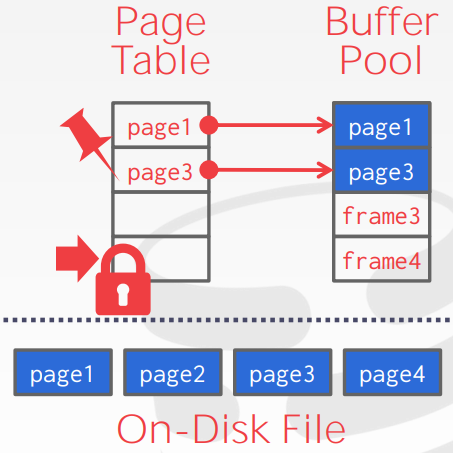 Page
Table
Buffer
Pool
page1
page3
page1
page3
frame3
frame4
page1 page2 page3 page4
On-Disk File